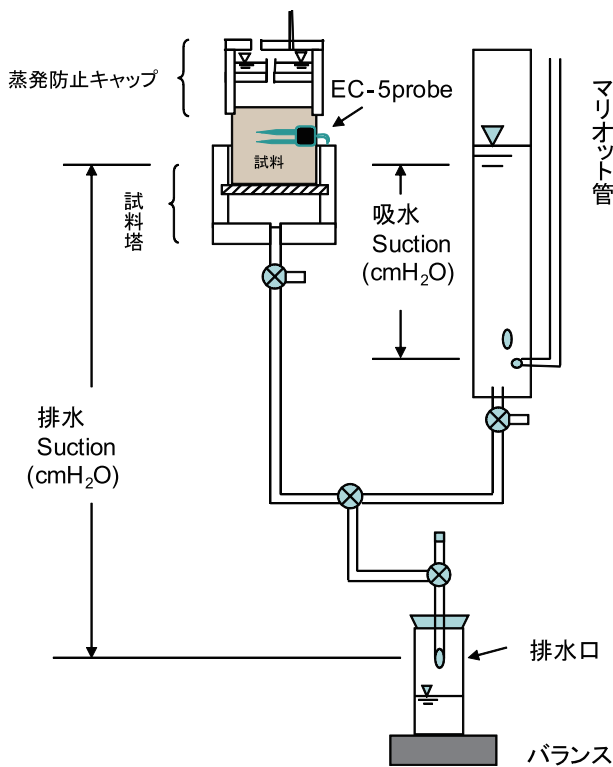 蒸発防止キャップ
EC-5probe
試料
試料塔
吸水
Suction
(cmH₂O)
マリオット管
排水
Suction
(cmH₂O)
排水口
バランス